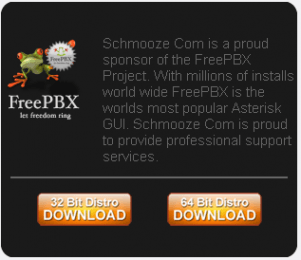 Schmooze Com is a proud
sponsor of the FreePBX
Project. With millions of installs
world wide FreePBX is the
worlds most popular Asterisk
GUI. Schmooze Com is proud
to provide professional support
services.
FreePBX
FreePBX
let freedom ring
32 Bit Distro
DOWNLOAD
64 Bit Distro
DOWNLOAD